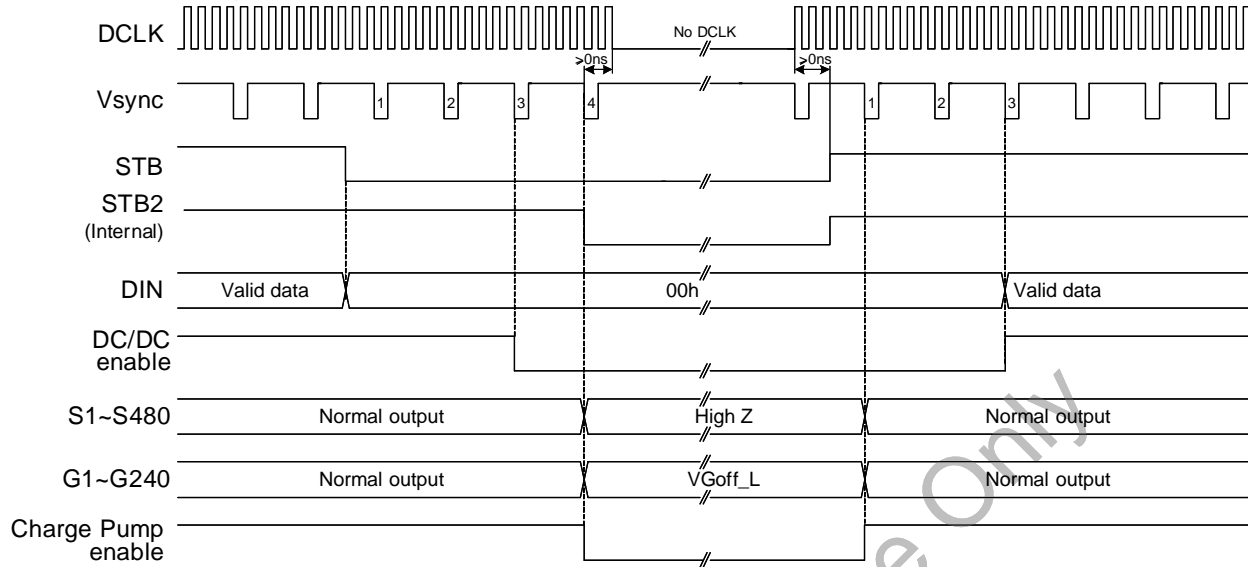 DCLK
No DCLK
>0ns
>0ns
Vsync
1 2 3 4 1 2 3
STB
STB2
(Internal)
DIN
Valid data 00h Valid data
DC/DC
enable
S1~S480
Normal output High Z Normal output
G1~G240
Normal output VGoff_L Normal output
Charge Pump
enable
Only